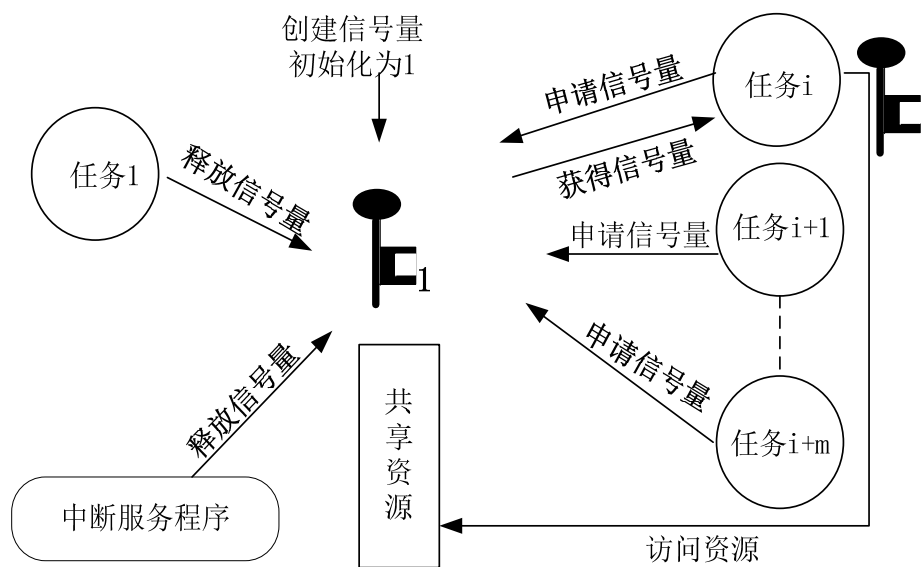 创建信号量
初始化为1
申请信号量
任务i
任务1
释放信号量
获得信号量
申请信号量
任务i+1
1
申请信号量
释放信号量
共享资源
任务i+m
中断服务程序
访问资源